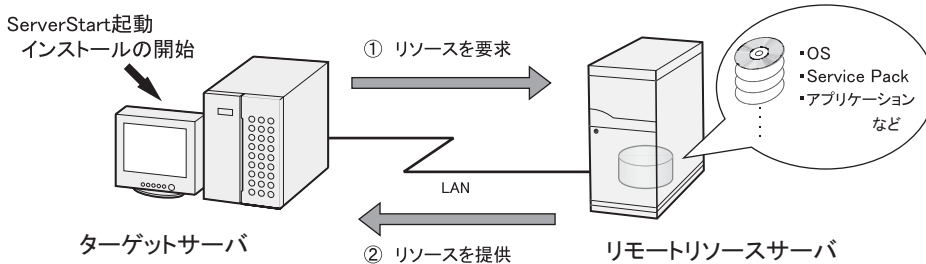 ServerStart起動
インストールの開始
① リソースを要求
・OS
・Service Pack
・アプリケーション
など
LAN
ターゲットサーバ
② リソースを提供
リモートリソースサーバ